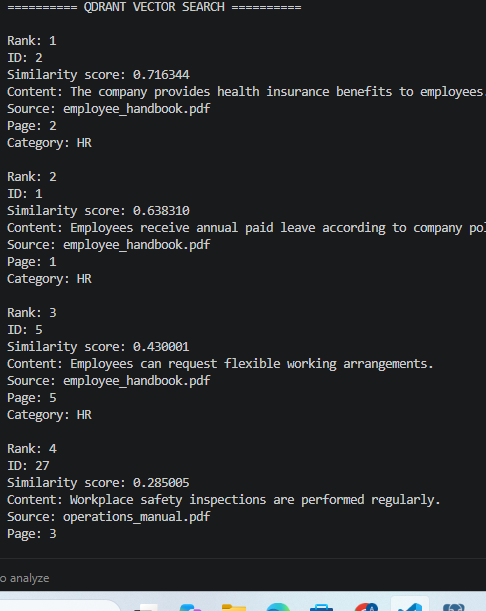 ========== QDRANT VECTOR SEARCH ==========
Rank: 1
ID: 2
Similarity score: 0.716344
Content: The company provides health insurance benefits to employees.
Source: employee_handbook.pdf
Page: 2
Category: HR
Rank: 2
ID: 1
Similarity score: 0.638310
Content: Employees receive annual paid leave according to company
Source: employee_handbook.pdf
Page: 1
Category: HR
Rank: 3
ID: 5
Similarity score: 0.430001
Content: Employees can request flexible working arrangements.
Source: employee_handbook.pdf
Page: 5
Category: HR
Rank: 4
ID: 27
Similarity score: 0.285005
Content: Workplace safety inspections are performed regularly.
Source: operations_manual.pdf
Page: 3
o analyze